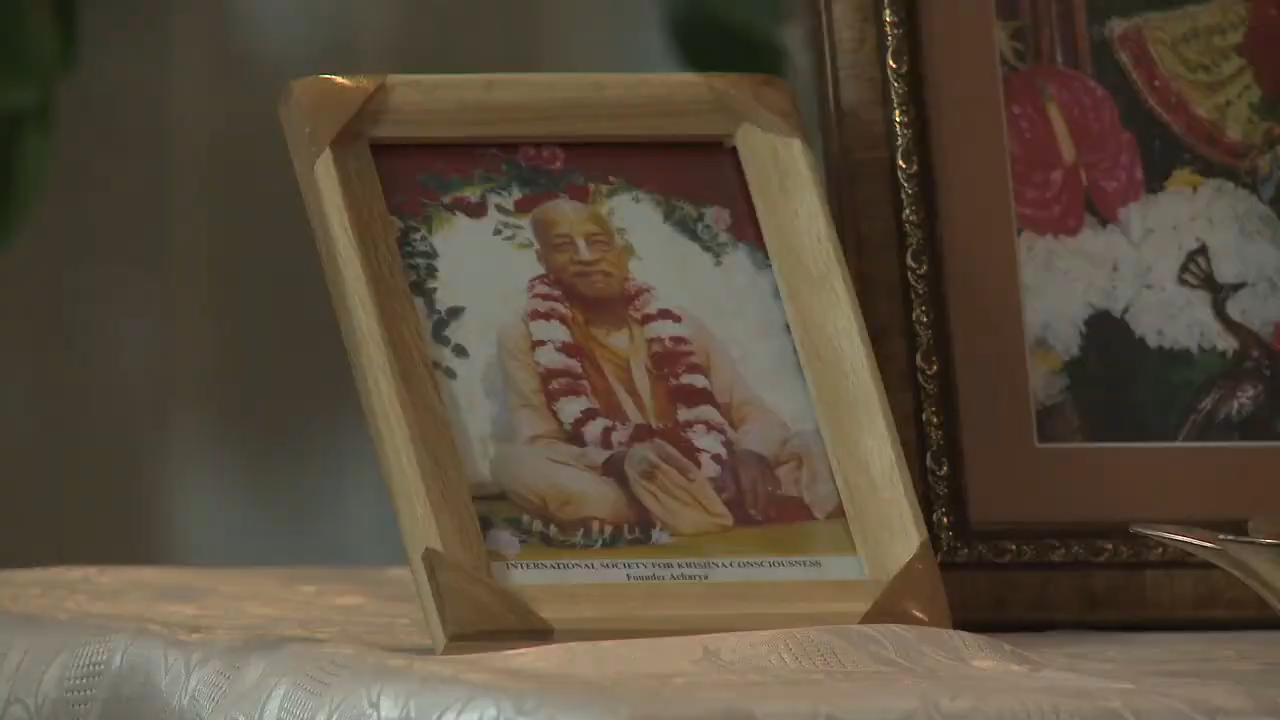 INTERNATIONAL SOCIETY FOR KRISHNA CONSCIOUSNESS
Founder Acharya